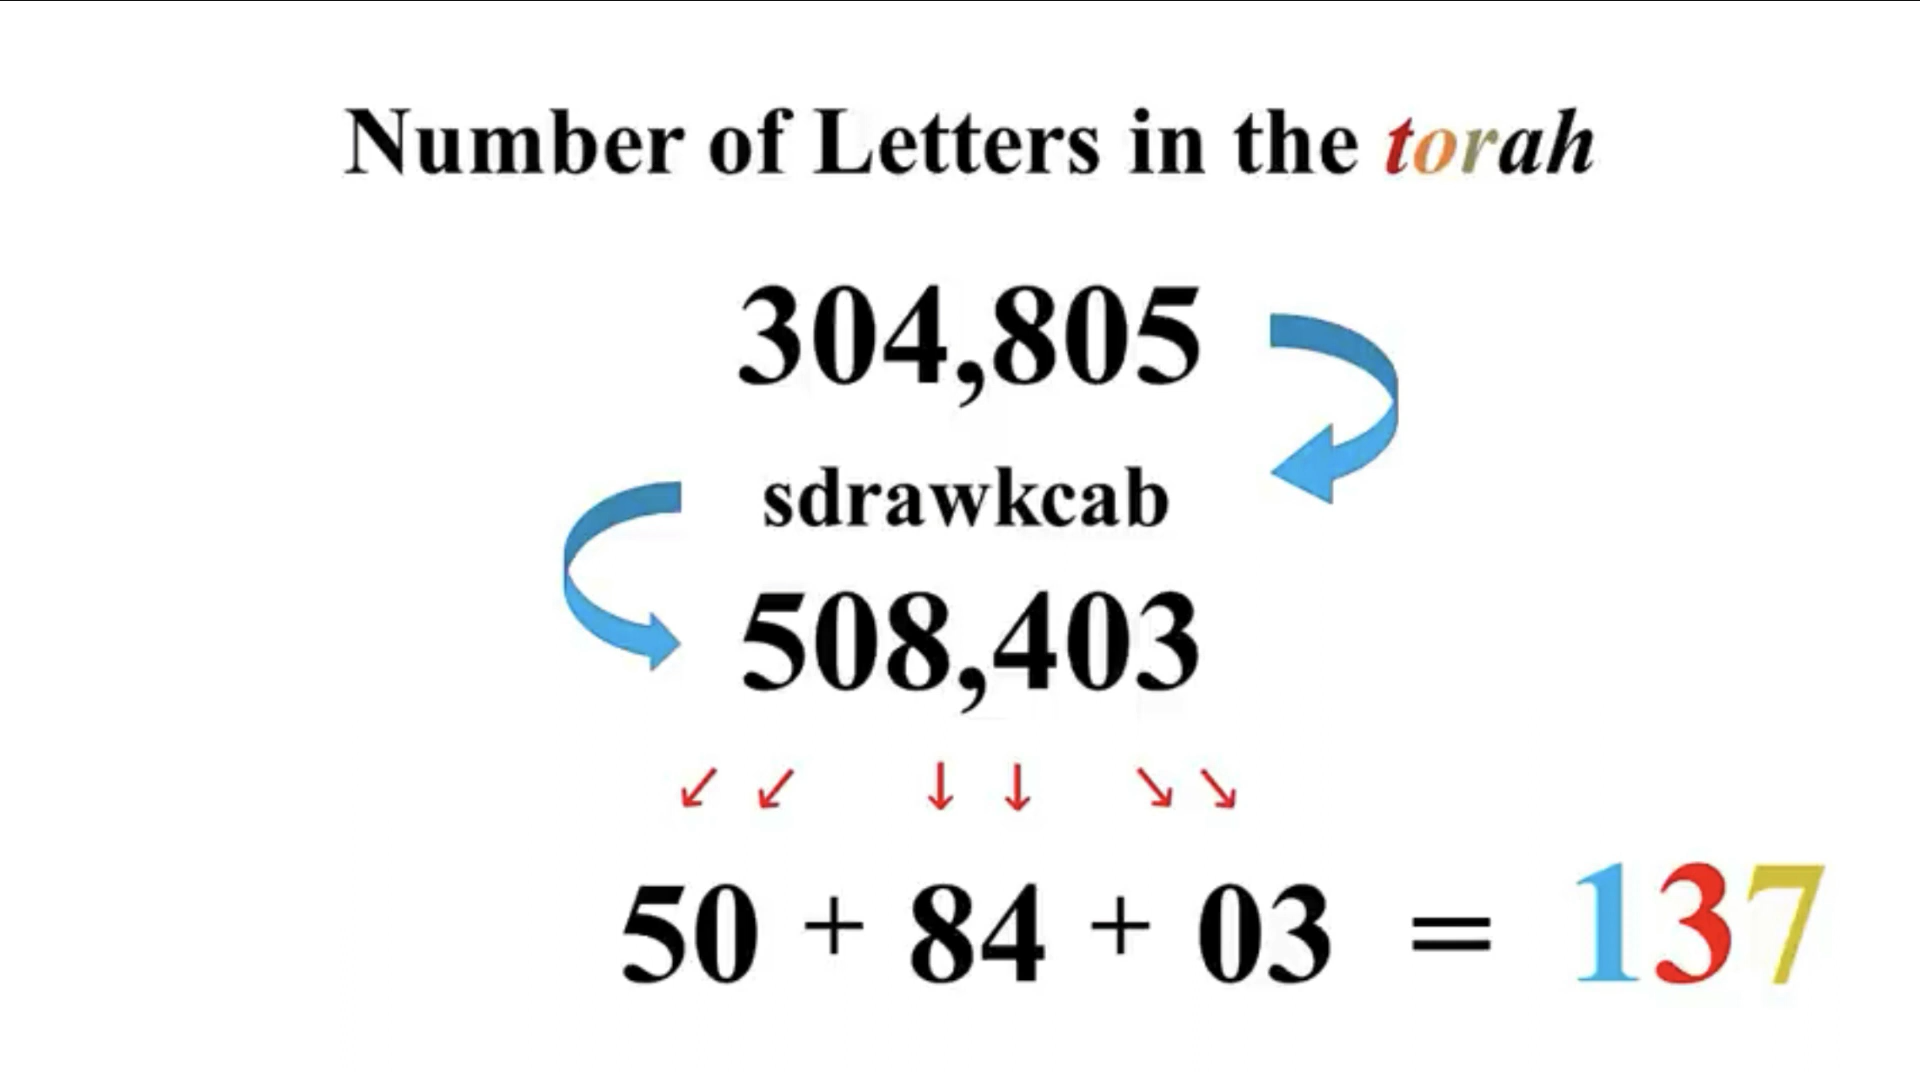 Number of Letters in the torah
304,805
sdrawkcab
508,403
↙ ↙ ↓ ↓ ↘ ↘
50 + 84 + 03 = 137